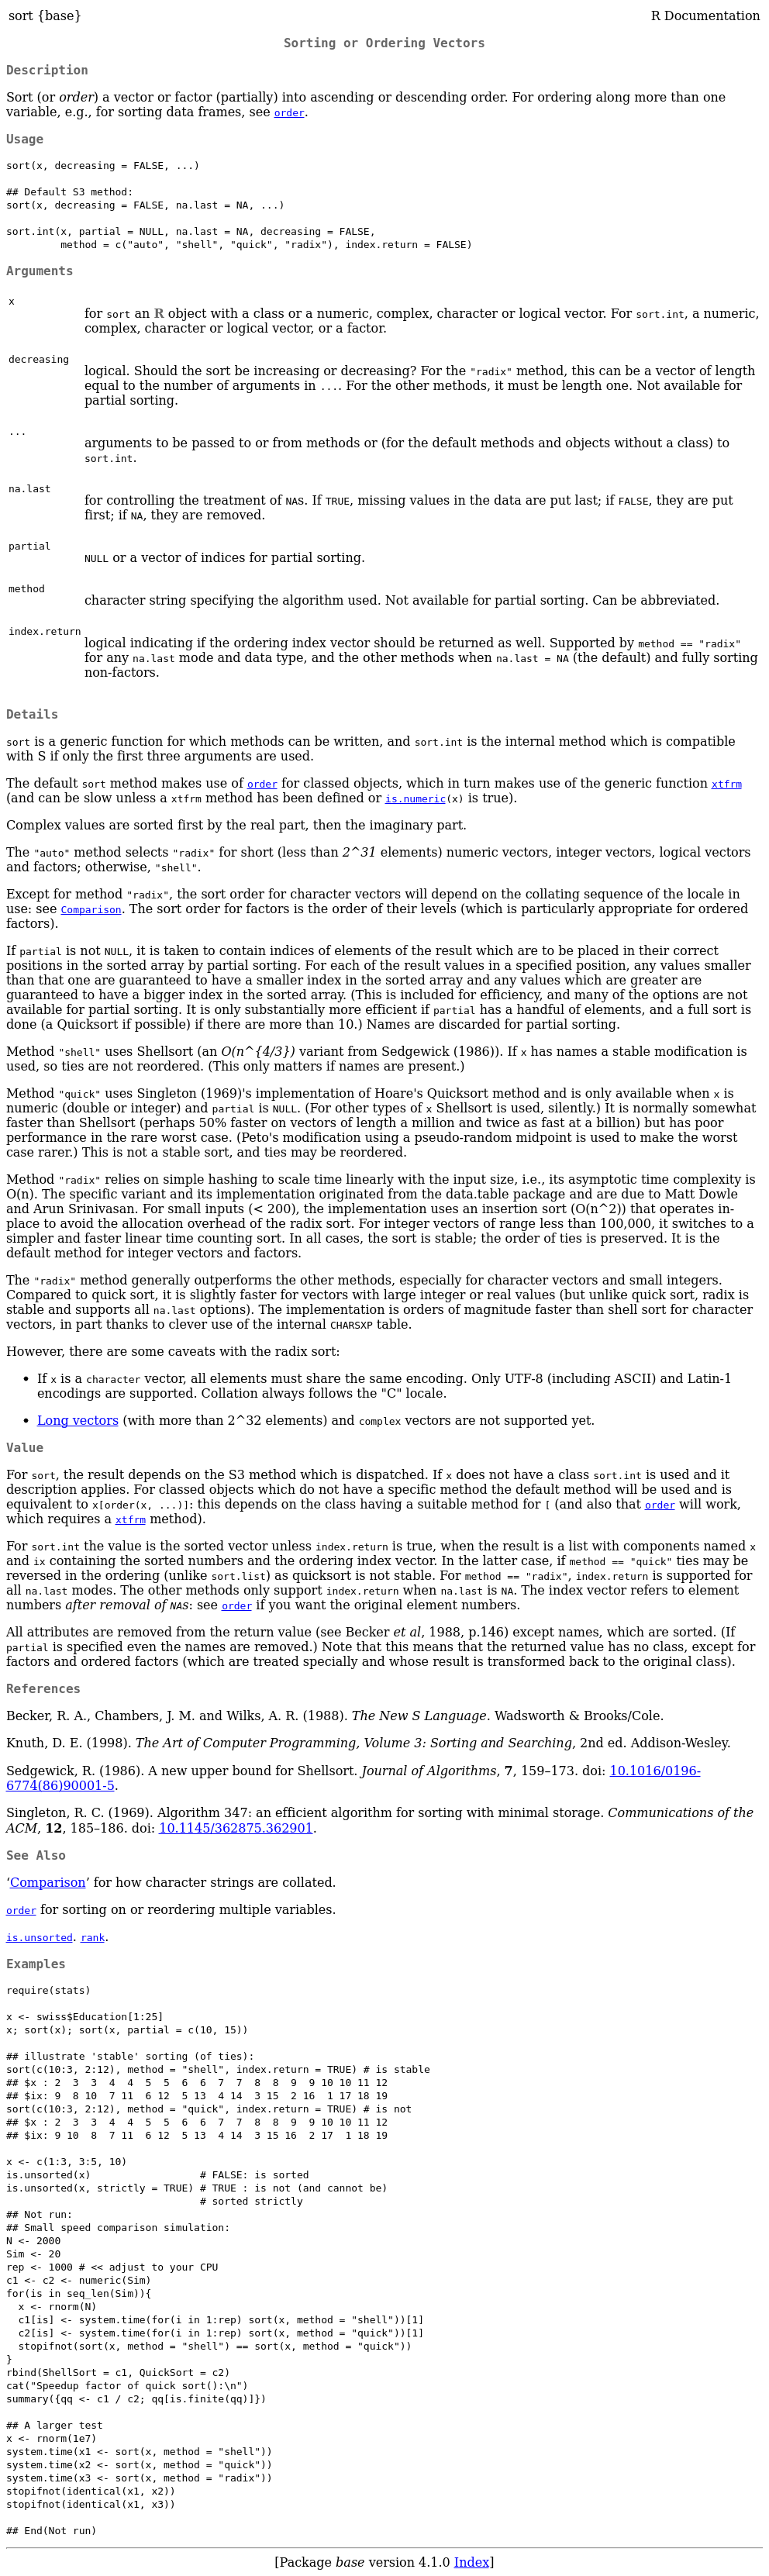 sort {base} R Documentation
Sorting or Ordering Vectors
Description
Sort (or order) a vector or factor (partially) into ascending or descending order. For ordering along more than one
variable, e.g., for sorting data frames, see order.
Usage
sort(x, decreasing = FALSE, ...)
## Default S3 method:
sort(x, decreasing = FALSE, na.last = NA, ...)
sort.int(x, partial = NULL, na.last = NA, decreasing = FALSE,
         method = c("auto", "shell", "quick", "radix"), index.return = FALSE)
Arguments
x
for sort an R object with a class or a numeric, complex, character or logical vector. For sort.int, a numeric,
complex, character or logical vector, or a factor.
decreasing
logical. Should the sort be increasing or decreasing? For the "radix" method, this can be a vector of length
equal to the number of arguments in .... For the other methods, it must be length one. Not available for
partial sorting.
...
arguments to be passed to or from methods or (for the default methods and objects without a class) to
sort.int.
na.last
for controlling the treatment of NAs. If TRUE, missing values in the data are put last; if FALSE, they are put
first; if NA, they are removed.
partial
NULL or a vector of indices for partial sorting.
method
character string specifying the algorithm used. Not available for partial sorting. Can be abbreviated.
index.return
logical indicating if the ordering index vector should be returned as well. Supported by method == "radix"
for any na.last mode and data type, and the other methods when na.last = NA (the default) and fully sorting
non-factors.
Details
sort is a generic function for which methods can be written, and sort.int is the internal method which is compatible
with S if only the first three arguments are used.
The default sort method makes use of order for classed objects, which in turn makes use of the generic function xtfrm
(and can be slow unless a xtfrm method has been defined or is.numeric(x) is true).
Complex values are sorted first by the real part, then the imaginary part.
The "auto" method selects "radix" for short (less than 2^31 elements) numeric vectors, integer vectors, logical vectors
and factors; otherwise, "shell".
Except for method "radix", the sort order for character vectors will depend on the collating sequence of the locale in
use: see Comparison. The sort order for factors is the order of their levels (which is particularly appropriate for ordered
factors).
If partial is not NULL, it is taken to contain indices of elements of the result which are to be placed in their correct
positions in the sorted array by partial sorting. For each of the result values in a specified position, any values smaller
than that one are guaranteed to have a smaller index in the sorted array and any values which are greater are
guaranteed to have a bigger index in the sorted array. (This is included for efficiency, and many of the options are not
available for partial sorting. It is only substantially more efficient if partial has a handful of elements, and a full sort is
done (a Quicksort if possible) if there are more than 10.) Names are discarded for partial sorting.
Method "shell" uses Shellsort (an O(n^{4/3}) variant from Sedgewick (1986)). If x has names a stable modification is
used, so ties are not reordered. (This only matters if names are present.)
Method "quick" uses Singleton (1969)'s implementation of Hoare's Quicksort method and is only available when x is
numeric (double or integer) and partial is NULL. (For other types of x Shellsort is used, silently.) It is normally somewhat
faster than Shellsort (perhaps 50% faster on vectors of length a million and twice as fast at a billion) but has poor
performance in the rare worst case. (Peto's modification using a pseudo-random midpoint is used to make the worst
case rarer.) This is not a stable sort, and ties may be reordered.
Method "radix" relies on simple hashing to scale time linearly with the input size, i.e., its asymptotic time complexity is
O(n). The specific variant and its implementation originated from the data.table package and are due to Matt Dowle
and Arun Srinivasan. For small inputs (< 200), the implementation uses an insertion sort (O(n^2)) that operates in-
place to avoid the allocation overhead of the radix sort. For integer vectors of range less than 100,000, it switches to a
simpler and faster linear time counting sort. In all cases, the sort is stable; the order of ties is preserved. It is the
default method for integer vectors and factors.
The "radix" method generally outperforms the other methods, especially for character vectors and small integers.
Compared to quick sort, it is slightly faster for vectors with large integer or real values (but unlike quick sort, radix is
stable and supports all na.last options). The implementation is orders of magnitude faster than shell sort for character
vectors, in part thanks to clever use of the internal CHARSXP table.
However, there are some caveats with the radix sort:
• If x is a character vector, all elements must share the same encoding. Only UTF-8 (including ASCII) and Latin-1
encodings are supported. Collation always follows the "C" locale.
• Long vectors (with more than 2^32 elements) and complex vectors are not supported yet.
Value
For sort, the result depends on the S3 method which is dispatched. If x does not have a class sort.int is used and it
description applies. For classed objects which do not have a specific method the default method will be used and is
equivalent to x[order(x, ...)]: this depends on the class having a suitable method for [ (and also that order will work,
which requires a xtfrm method).
For sort.int the value is the sorted vector unless index.return is true, when the result is a list with components named x
and ix containing the sorted numbers and the ordering index vector. In the latter case, if method == "quick" ties may be
reversed in the ordering (unlike sort.list) as quicksort is not stable. For method == "radix", index.return is supported for
all na.last modes. The other methods only support index.return when na.last is NA. The index vector refers to element
numbers after removal of NAs: see order if you want the original element numbers.
All attributes are removed from the return value (see Becker et al, 1988, p.146) except names, which are sorted. (If
partial is specified even the names are removed.) Note that this means that the returned value has no class, except for
factors and ordered factors (which are treated specially and whose result is transformed back to the original class).
References
Becker, R. A., Chambers, J. M. and Wilks, A. R. (1988). The New S Language. Wadsworth & Brooks/Cole.
Knuth, D. E. (1998). The Art of Computer Programming, Volume 3: Sorting and Searching, 2nd ed. Addison-Wesley.
Sedgewick, R. (1986). A new upper bound for Shellsort. Journal of Algorithms, 7, 159–173. doi: 10.1016/0196-
6774(86)90001-5.
Singleton, R. C. (1969). Algorithm 347: an efficient algorithm for sorting with minimal storage. Communications of the
ACM, 12, 185–186. doi: 10.1145/362875.362901.
See Also
‘Comparison’ for how character strings are collated.
order for sorting on or reordering multiple variables.
is.unsorted. rank.
Examples
require(stats)
x <- swiss$Education[1:25]
x; sort(x); sort(x, partial = c(10, 15))
## illustrate 'stable' sorting (of ties):
sort(c(10:3, 2:12), method = "shell", index.return = TRUE) # is stable
## $x : 2  3  3  4  4  5  5  6  6  7  7  8  8  9  9 10 10 11 12
## $ix: 9  8 10  7 11  6 12  5 13  4 14  3 15  2 16  1 17 18 19
sort(c(10:3, 2:12), method = "quick", index.return = TRUE) # is not
## $x : 2  3  3  4  4  5  5  6  6  7  7  8  8  9  9 10 10 11 12
## $ix: 9 10  8  7 11  6 12  5 13  4 14  3 15 16  2 17  1 18 19
x <- c(1:3, 3:5, 10)
is.unsorted(x)                  # FALSE: is sorted
is.unsorted(x, strictly = TRUE) # TRUE : is not (and cannot be)
                                # sorted strictly
## Not run:
## Small speed comparison simulation:
N <- 2000
Sim <- 20
rep <- 1000 # << adjust to your CPU
c1 <- c2 <- numeric(Sim)
for(is in seq_len(Sim)){
  x <- rnorm(N)
  c1[is] <- system.time(for(i in 1:rep) sort(x, method = "shell"))[1]
  c2[is] <- system.time(for(i in 1:rep) sort(x, method = "quick"))[1]
  stopifnot(sort(x, method = "shell") == sort(x, method = "quick"))
}
rbind(ShellSort = c1, QuickSort = c2)
cat("Speedup factor of quick sort():\n")
summary({qq <- c1 / c2; qq[is.finite(qq)]})
## A larger test
x <- rnorm(1e7)
system.time(x1 <- sort(x, method = "shell"))
system.time(x2 <- sort(x, method = "quick"))
system.time(x3 <- sort(x, method = "radix"))
stopifnot(identical(x1, x2))
stopifnot(identical(x1, x3))
## End(Not run)
[Package base version 4.1.0 Index]